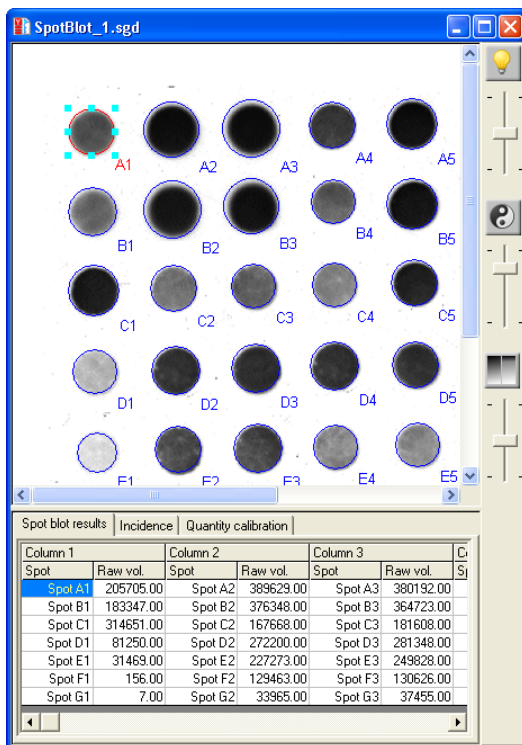 SpotBlot_1.sgd
A1 A2 A3 A4 A5
B1 B2 B3 B4 B5
C1 C2 C3 C4 C5
D1 D2 D3 D4 D5
E1 E2 E3 E4 E5
Spot blot results Incidence Quantity calibration
Column 1 Column 2 Column 3
Spot Raw vol. Spot Raw vol. Spot Raw vol.
Spot A1 205705.00 Spot A2 389629.00 Spot A3 380192.00
Spot B1 183347.00 Spot B2 376348.00 Spot B3 364723.00
Spot C1 314651.00 Spot C2 167668.00 Spot C3 181608.00
Spot D1 81250.00 Spot D2 272200.00 Spot D3 281348.00
Spot E1 31469.00 Spot E2 227273.00 Spot E3 249828.00
Spot F1 156.00 Spot F2 129463.00 Spot F3 130626.00
Spot G1 7.00 Spot G2 33965.00 Spot G3 37455.00